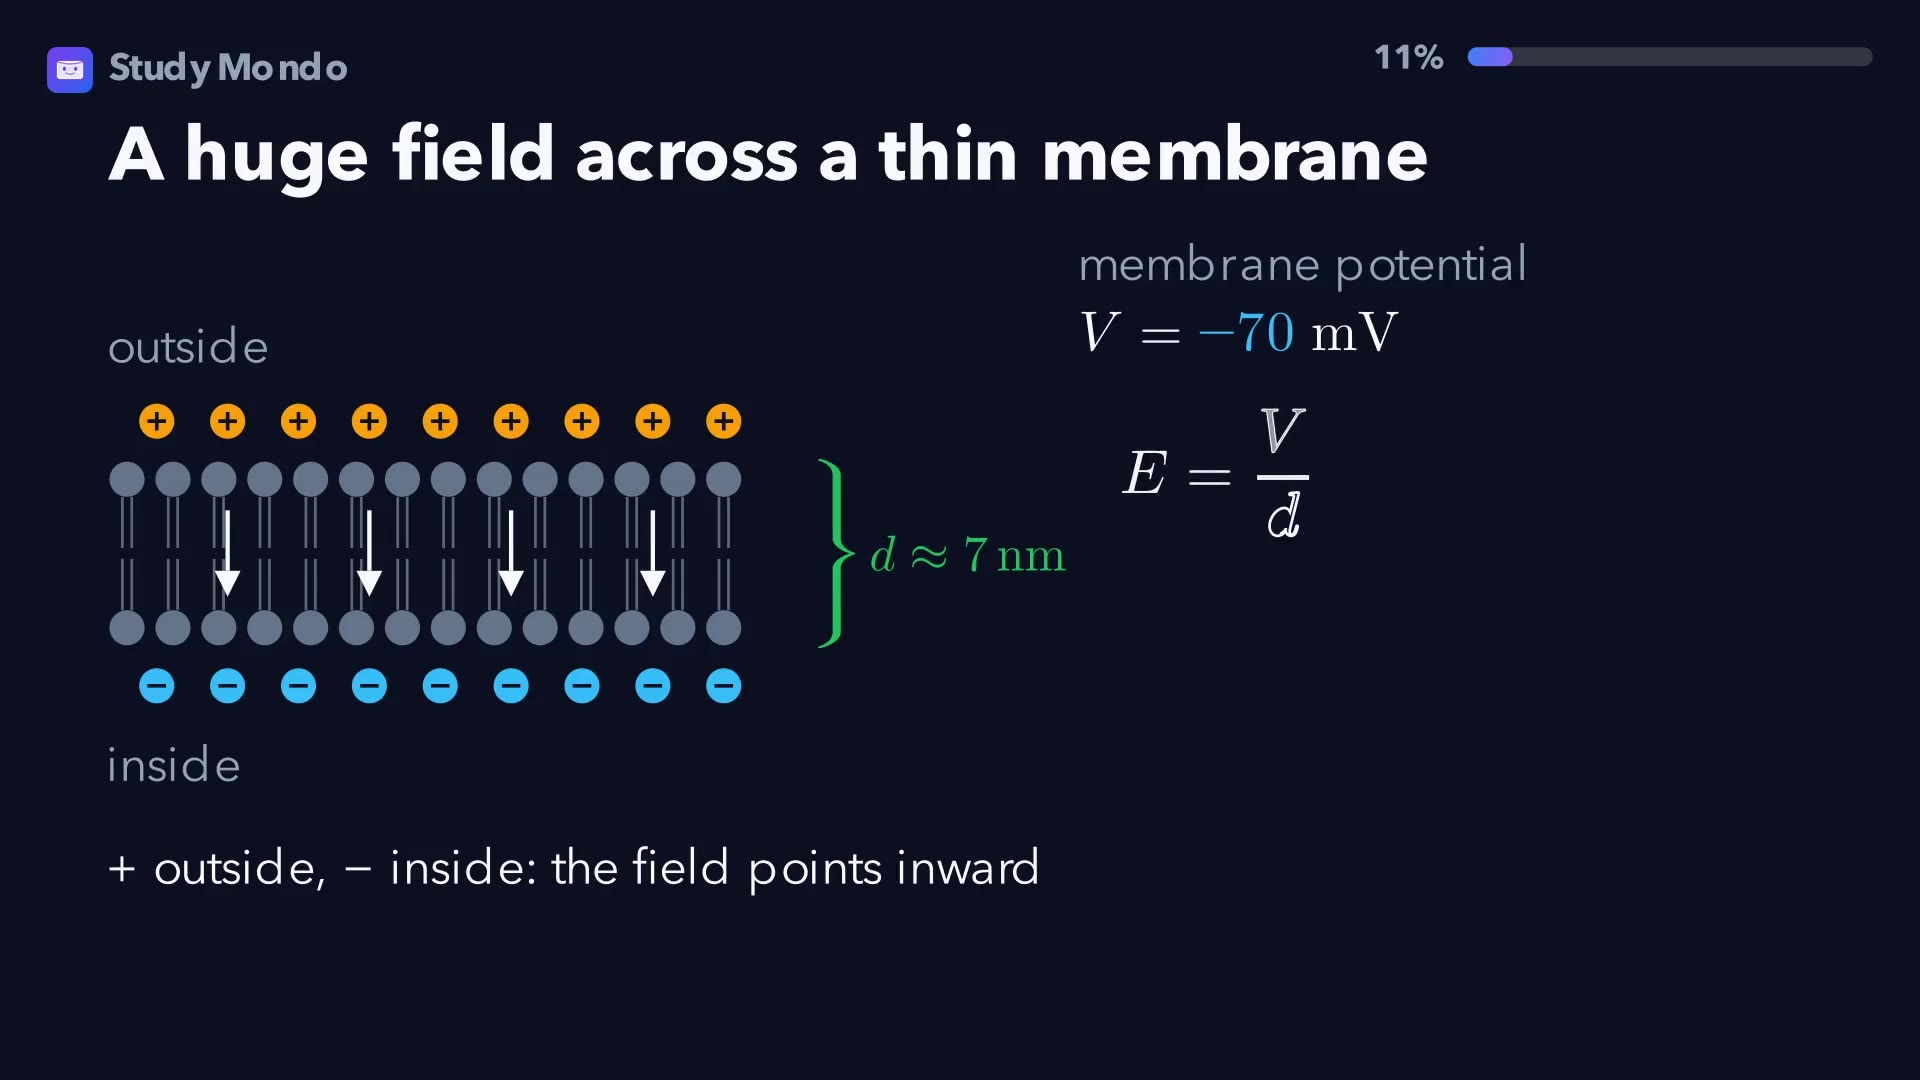 Study Mondo
11%
A huge field across a thin membrane
membrane potential
V = −70 mV
outside
+ + + + + + + + +
E = V/d
d ≈ 7 nm
− − − − − − − − −
inside
+ outside, − inside: the field points inward